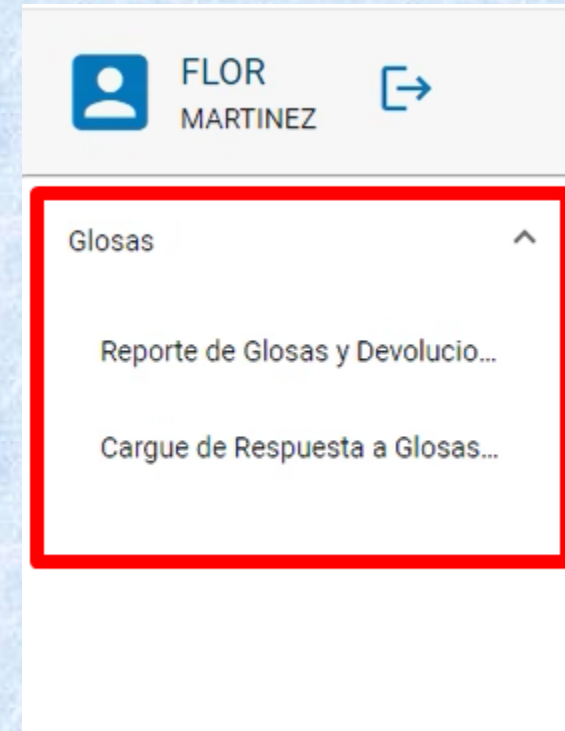 FLOR
MARTINEZ
Glosas
Reporte de Glosas y Devolucio...
Cargue de Respuesta a Glosas...